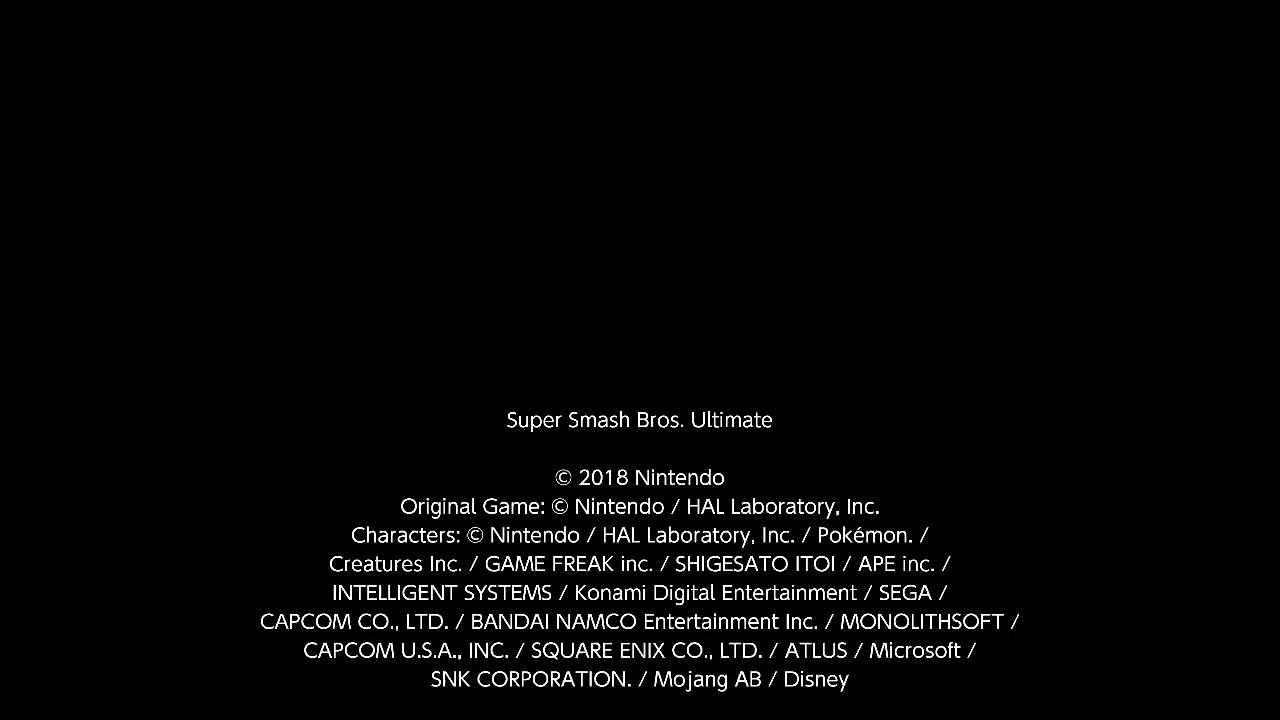 Super Smash Bros. Ultimate
© 2018 Nintendo
Original Game: © Nintendo / HAL Laboratory, Inc.
Characters: © Nintendo / HAL Laboratory, Inc. / Pokémon. /
Creatures Inc. / GAME FREAK inc. / SHIGESATO ITOI / APE inc. /
INTELLIGENT SYSTEMS / Konami Digital Entertainment / SEGA /
CAPCOM CO., LTD. / BANDAI NAMCO Entertainment Inc. / MONOLITHSOFT /
CAPCOM U.S.A., INC. / SQUARE ENIX CO., LTD. / ATLUS / Microsoft /
SNK CORPORATION. / Mojang AB / Disney